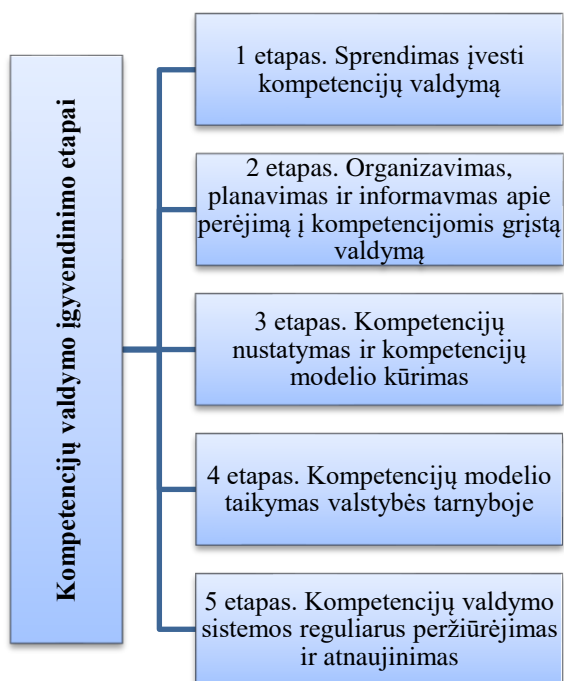 Kompetencijų valdymo įgyvendinimo etapai
1 etapas. Sprendimas įvesti
kompetencijų valdymą
2 etapas. Organizavimas,
planavimas ir informavmas apie
perėjimą į kompetencijomis grįstą
valdymą
3 etapas. Kompetencijų
nustatymas ir kompetencijų
modelio kūrimas
4 etapas. Kompetencijų modelio
taikymas valstybės tarnyboje
5 etapas. Kompetencijų valdymo
sistemos reguliarus peržiūrėjimas
ir atnaujinimas